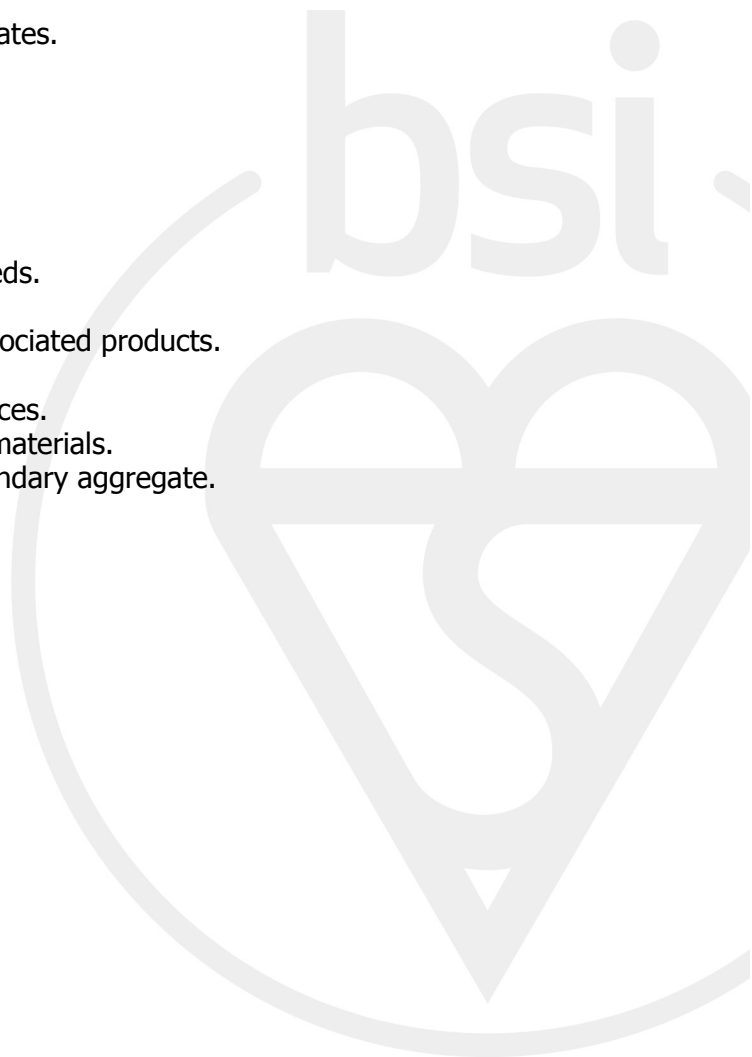 ates.
bsi
eds.
ociated products.
ces.
materials.
ndary aggregate.